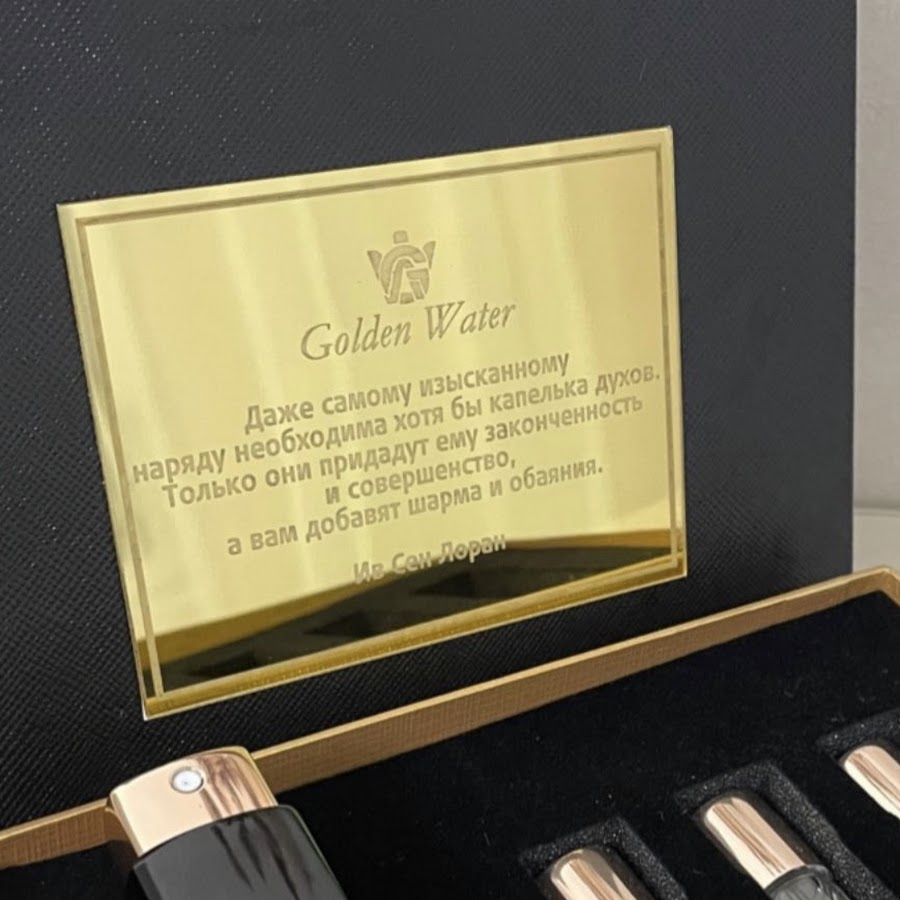 Golden Water
Даже самому изысканному
наряду необходима хотя бы капелька духов.
Только они придадут ему законченность
и совершенство,
а вам добавят шарма и обаяния.
Ив Сен Лоран